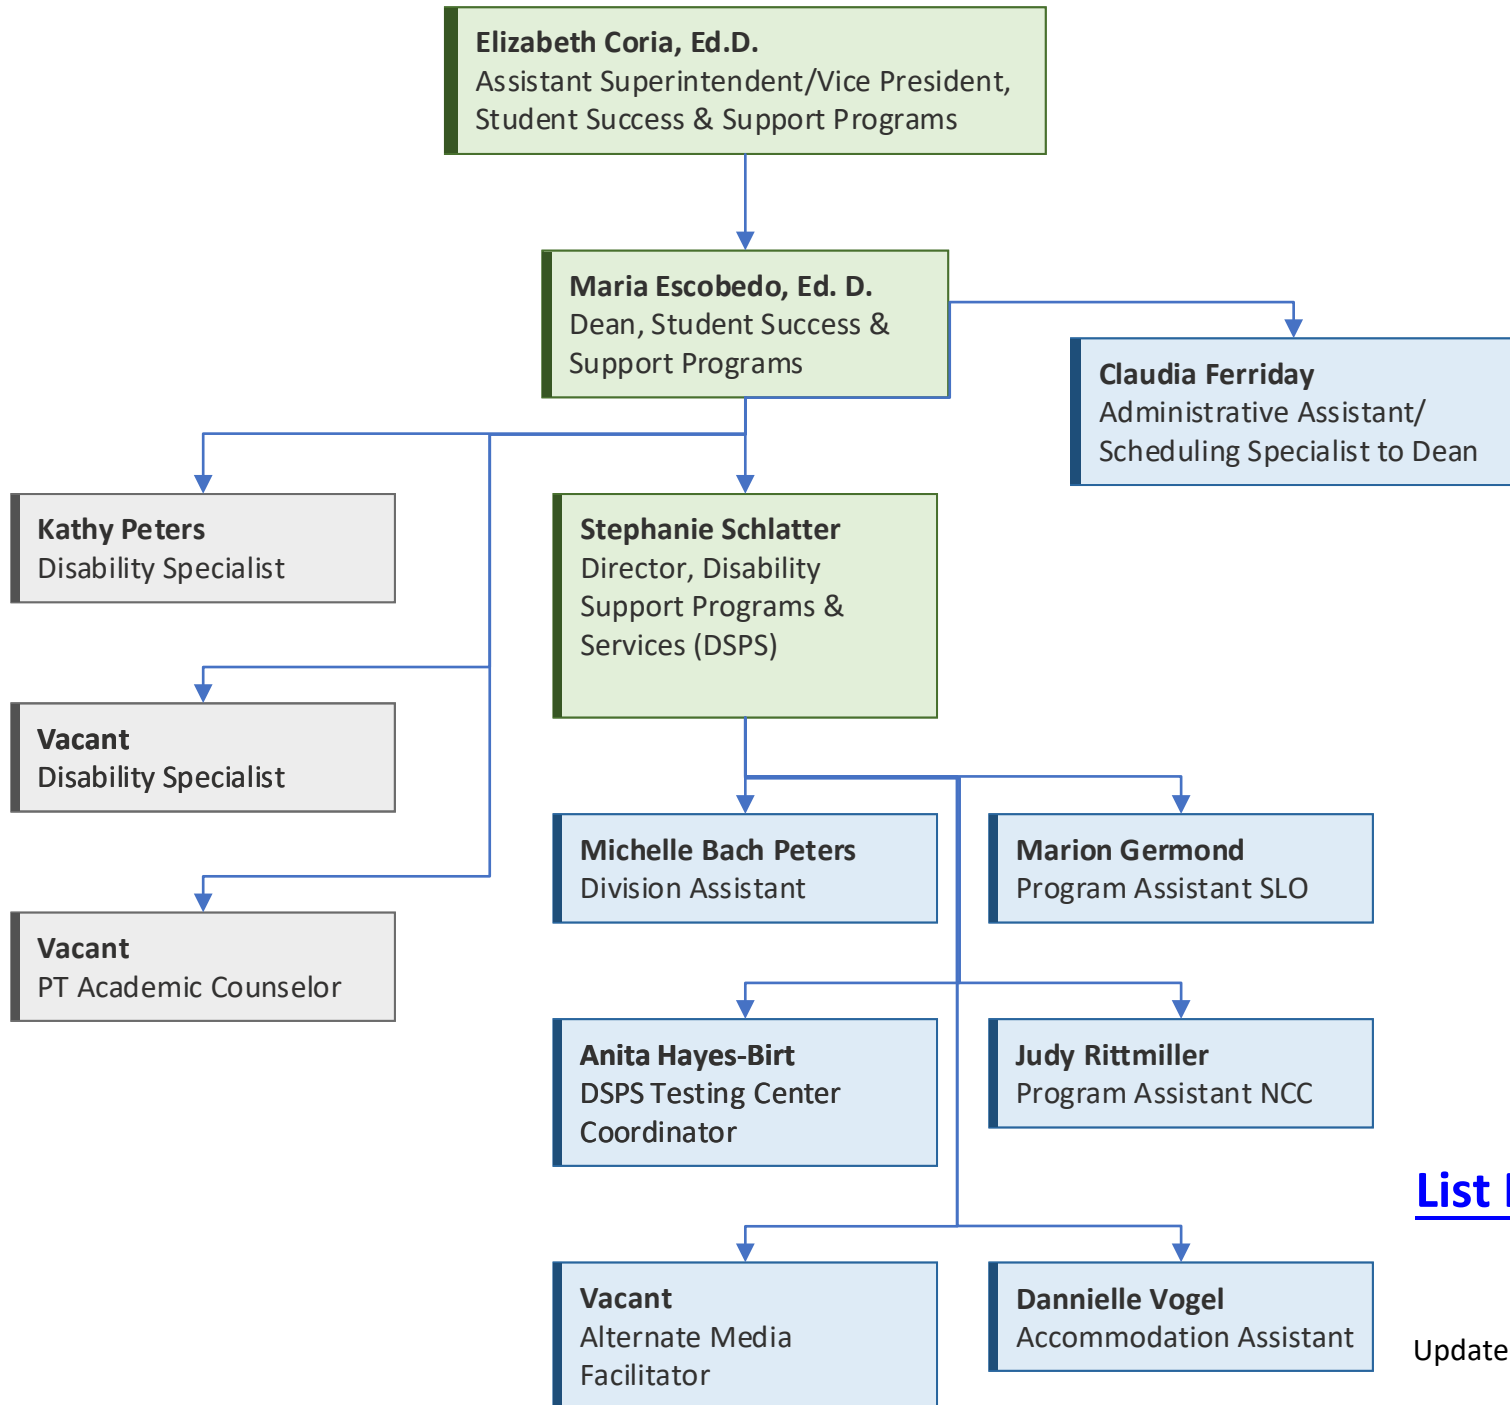 Elizabeth Coria, Ed.D.
Assistant Superintendent/Vice President,
Student Success & Support Programs
Maria Escobedo, Ed. D.
Dean, Student Success &
Support Programs
Claudia Ferriday
Administrative Assistant/
Scheduling Specialist to Dean
Kathy Peters
Disability Specialist
Stephanie Schlatter
Director, Disability
Support Programs &
Services (DSPS)
Vacant
Disability Specialist
Michelle Bach Peters
Division Assistant
Marion Germond
Program Assistant SLO
Vacant
PT Academic Counselor
Anita Hayes-Birt
DSPS Testing Center
Coordinator
Judy Rittmiller
Program Assistant NCC
List
Vacant
Alternate Media
Facilitator
Dannielle Vogel
Accommodation Assistant
Update